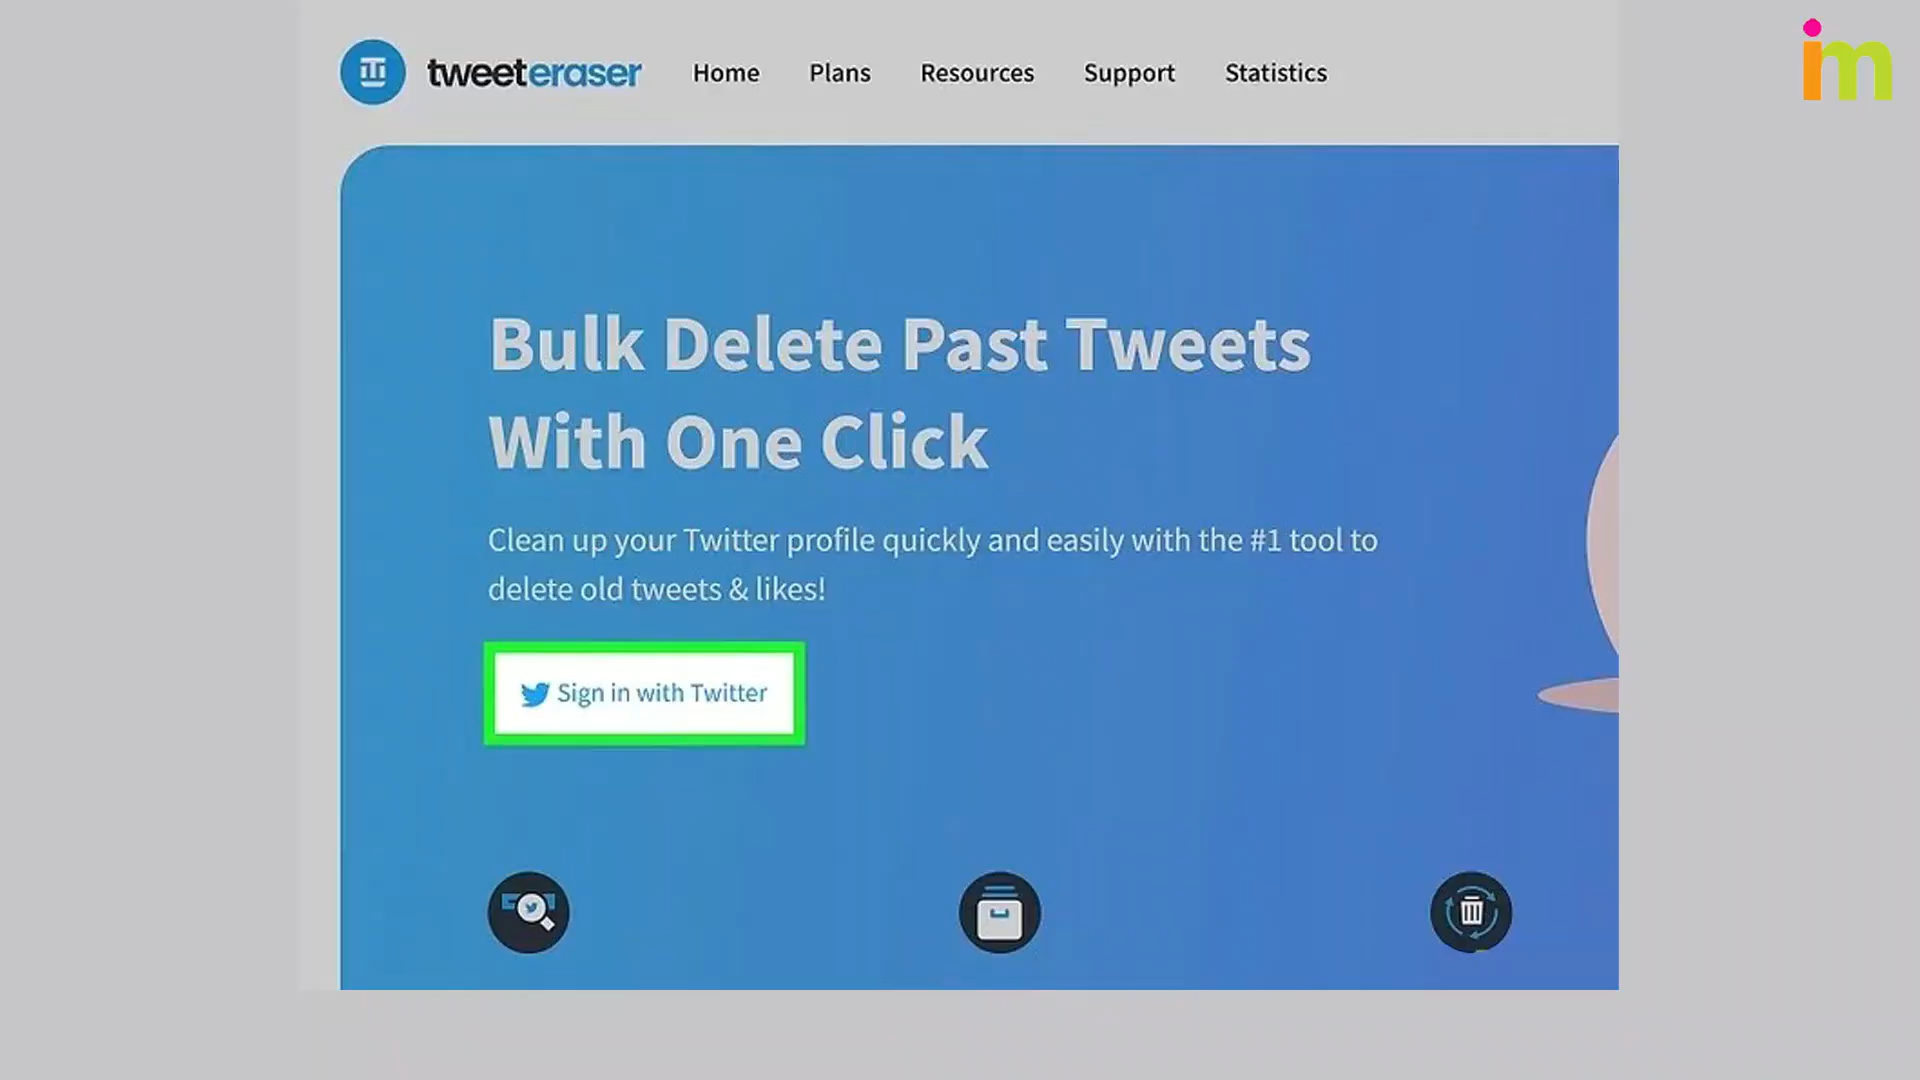 tweeteraser Home Plans Resources Support Statistics
im
Bulk Delete Past Tweets
With One Click
Clean up your Twitter profile quickly and easily with the #1 tool to
delete old tweets & likes!
Sign in with Twitter